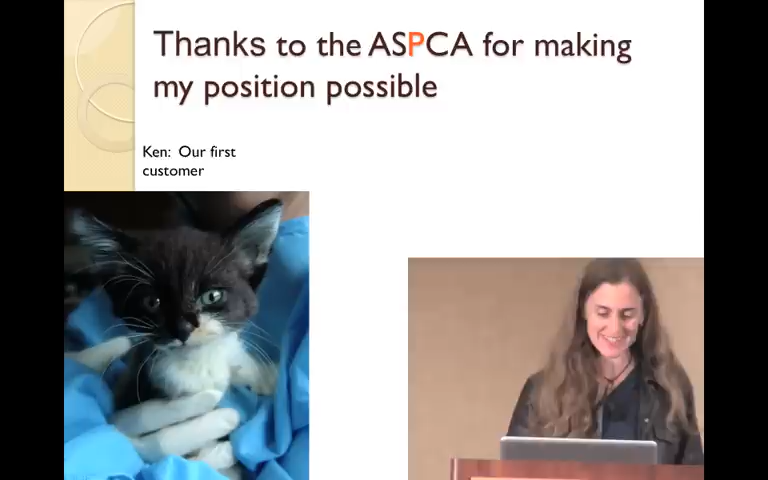 Thanks to the ASPCA for making
my position possible
Ken: Our first
customer